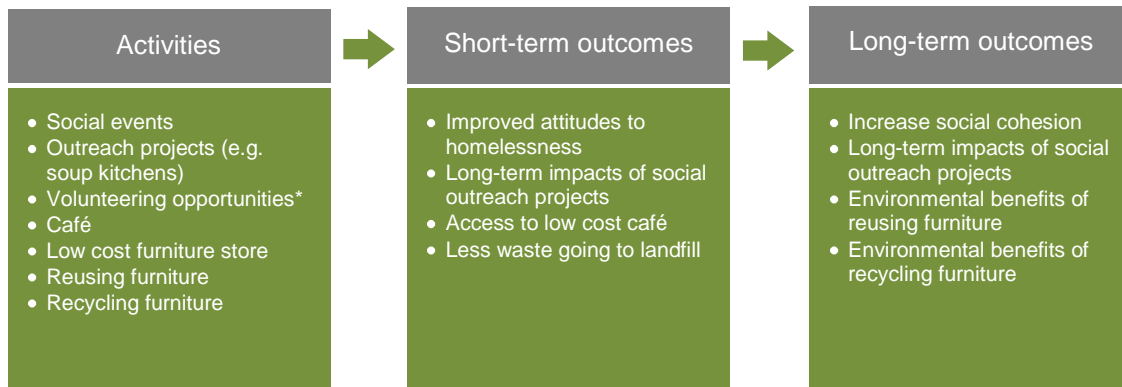 Activities
• Social events
• Outreach projects (e.g.
soup kitchens)
• Volunteering opportunities*
• Café
• Low cost furniture store
• Reusing furniture
• Recycling furniture
Short-term outcomes
• Improved attitudes to
homelessness
• Long-term impacts of social
outreach projects
• Access to low cost café
• Less waste going to landfill
Long-term outcomes
• Increase social cohesion
• Long-term impacts of social
outreach projects
• Environmental benefits of
reusing furniture
• Environmental benefits of
recycling furniture